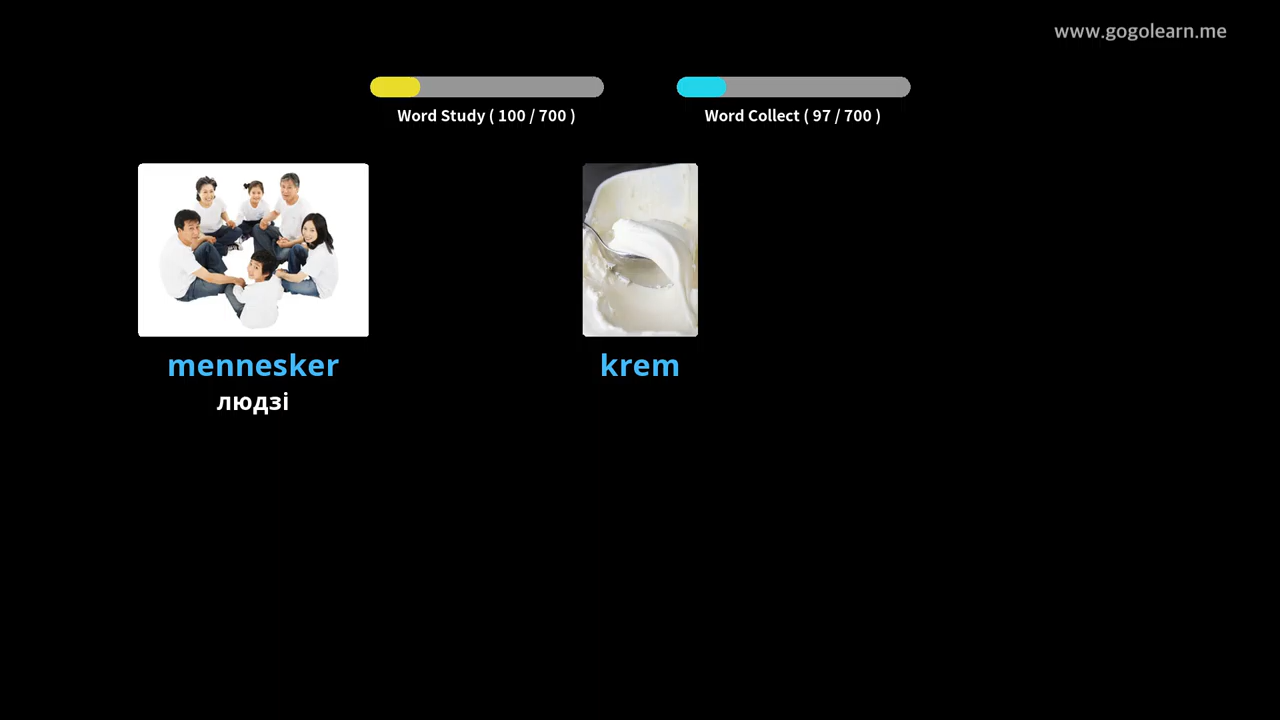 www.gogolearn.me
Word Study ( 100 / 700 )
Word Collect ( 97 / 700 )
mennesker
людзі
krem